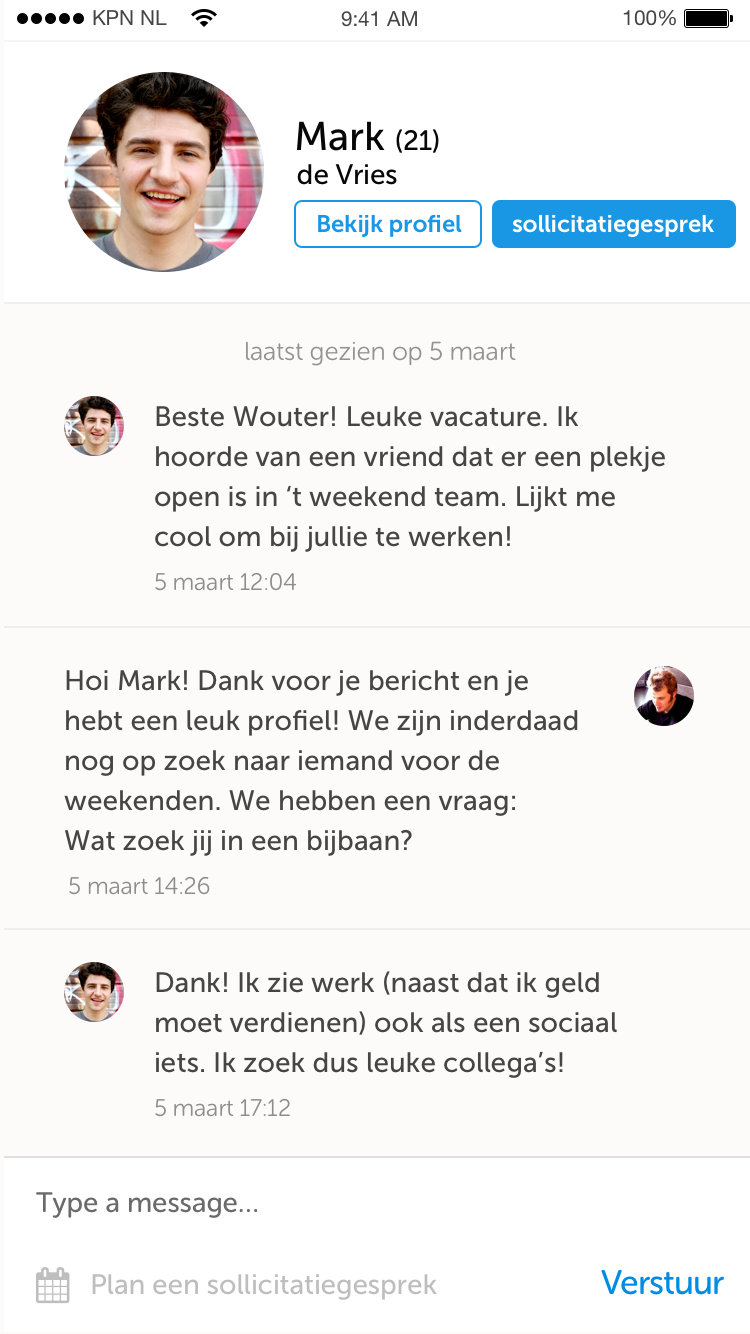 KPN NL 9:41 AM 100%
Mark (21)
de Vries
Bekijk profiel sollicitatiegesprek
laatst gezien op 5 maart
Beste Wouter! Leuke vacature. Ik
hoorde van een vriend dat er een plekje
open is in ‘t weekend team. Lijkt me
cool om bij jullie te werken!
5 maart 12:04
Hoi Mark! Dank voor je bericht en je
hebt een leuk profiel! We zijn inderdaad
nog op zoek naar iemand voor de
weekenden. We hebben een vraag:
Wat zoek jij in een bijbaan?
5 maart 14:26
Dank! Ik zie werk (naast dat ik geld
moet verdienen) ook als een sociaal
iets. Ik zoek dus leuke collega’s!
5 maart 17:12
Type a message...
Plan een sollicitatiegesprek Verstuur